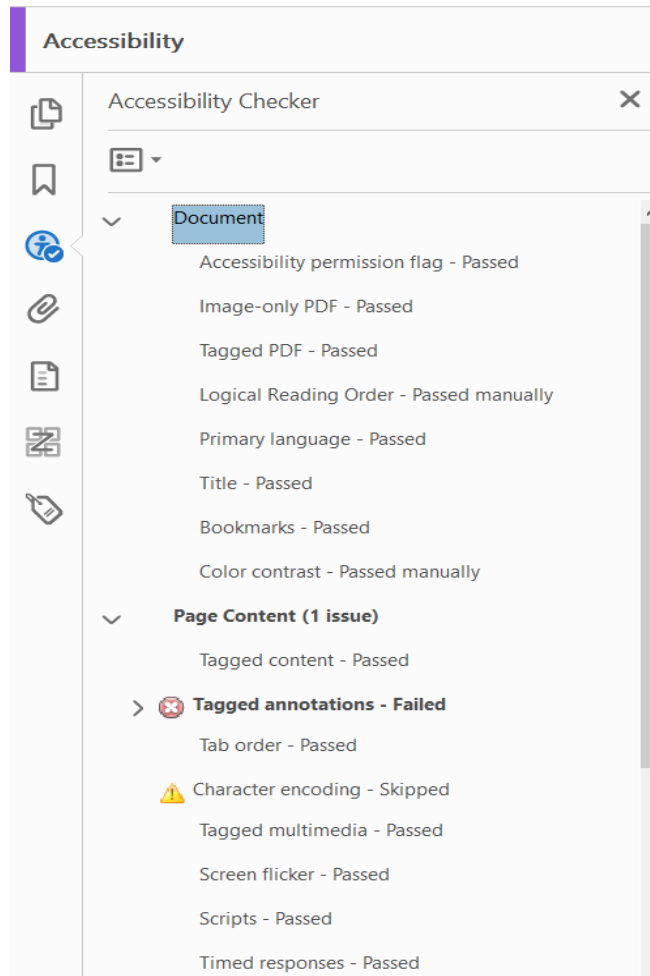 Accessibility
Accessibility Checker
Document
Accessibility permission flag - Passed
Image-only PDF - Passed
Tagged PDF - Passed
Logical Reading Order - Passed manually
Primary language - Passed
Title - Passed
Bookmarks - Passed
Color contrast - Passed manually
Page Content (1 issue)
Tagged content - Passed
Tagged annotations - Failed
Tab order - Passed
Character encoding - Skipped
Tagged multimedia - Passed
Screen flicker - Passed
Scripts - Passed
Timed responses - Passed